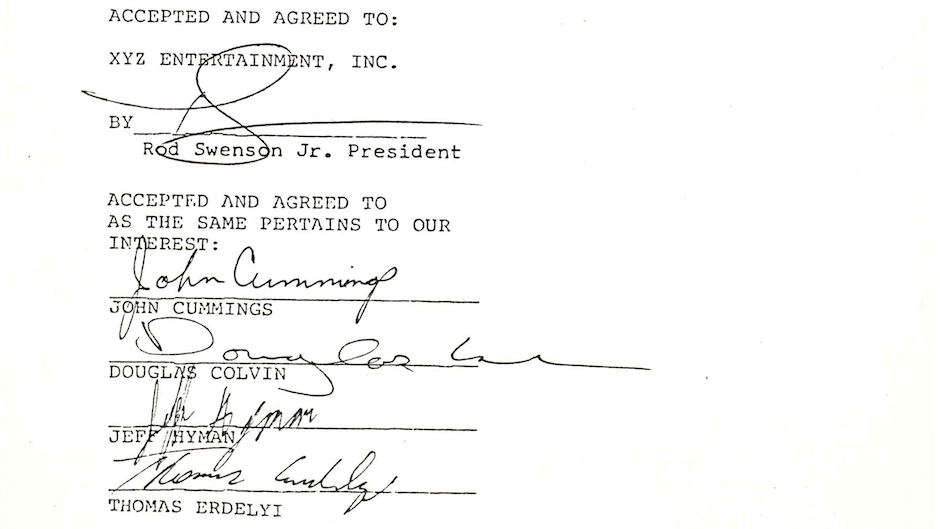 ACCEPTED AND AGREED TO:
XYZ ENTERTAINMENT, INC.
BY
Rod Swenson Jr. President
ACCEPTED AND AGREED TO
AS THE SAME PERTAINS TO OUR
INTEREST:
John Cummings
JOHN CUMMINGS
Douglas
DOUGLAS COLVIN
Jeff Hyman
JEFF HYMAN
Thomas Erdelyi
THOMAS ERDELYI